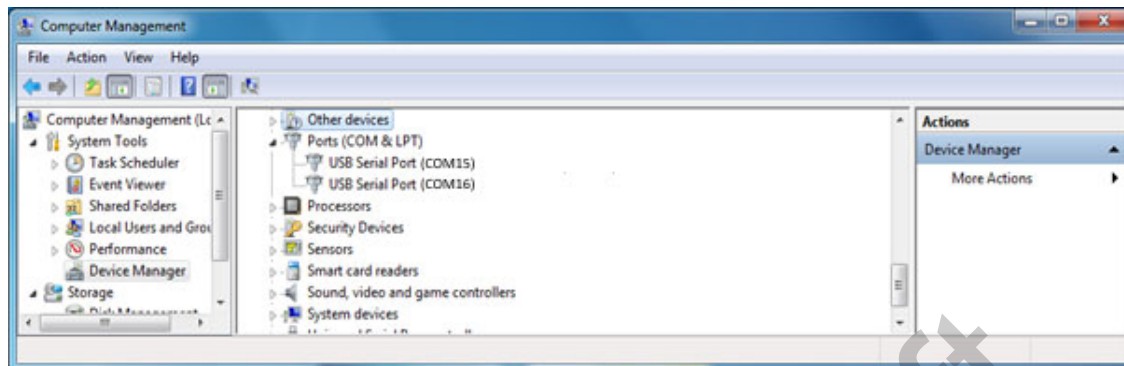 Computer Management
File Action View Help
Computer Management (Lc
System Tools
Task Scheduler
Event Viewer
Shared Folders
Local Users and Grou
Performance
Device Manager
Storage
Disk Management
Other devices
Ports (COM & LPT)
USB Serial Port (COM15)
USB Serial Port (COM16)
Processors
Security Devices
Sensors
Smart card readers
Sound, video and game controllers
System devices
Actions
Device Manager
More Actions